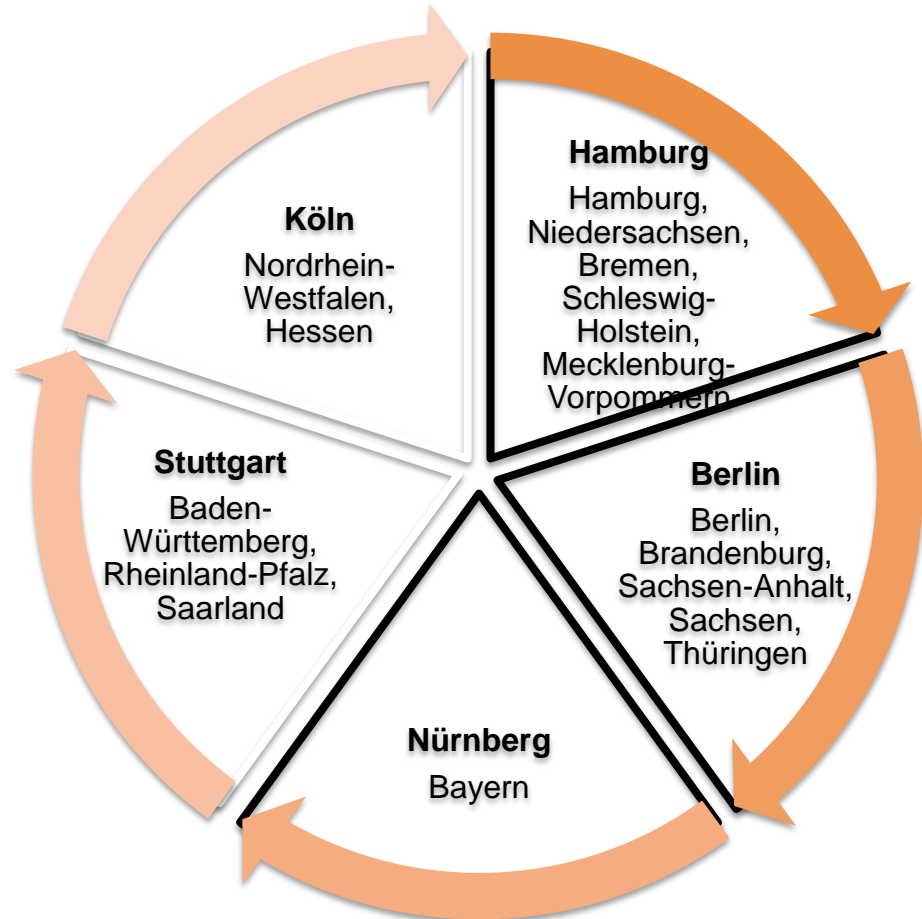 Hamburg
Hamburg,
Niedersachsen,
Bremen,
Schleswig-
Holstein,
Mecklenburg-
Vorpommern
Berlin
Berlin,
Brandenburg,
Sachsen-Anhalt,
Sachsen,
Thüringen
Nürnberg
Bayern
Stuttgart
Baden-
Württemberg,
Rheinland-Pfalz,
Saarland
Köln
Nordrhein-
Westfalen,
Hessen